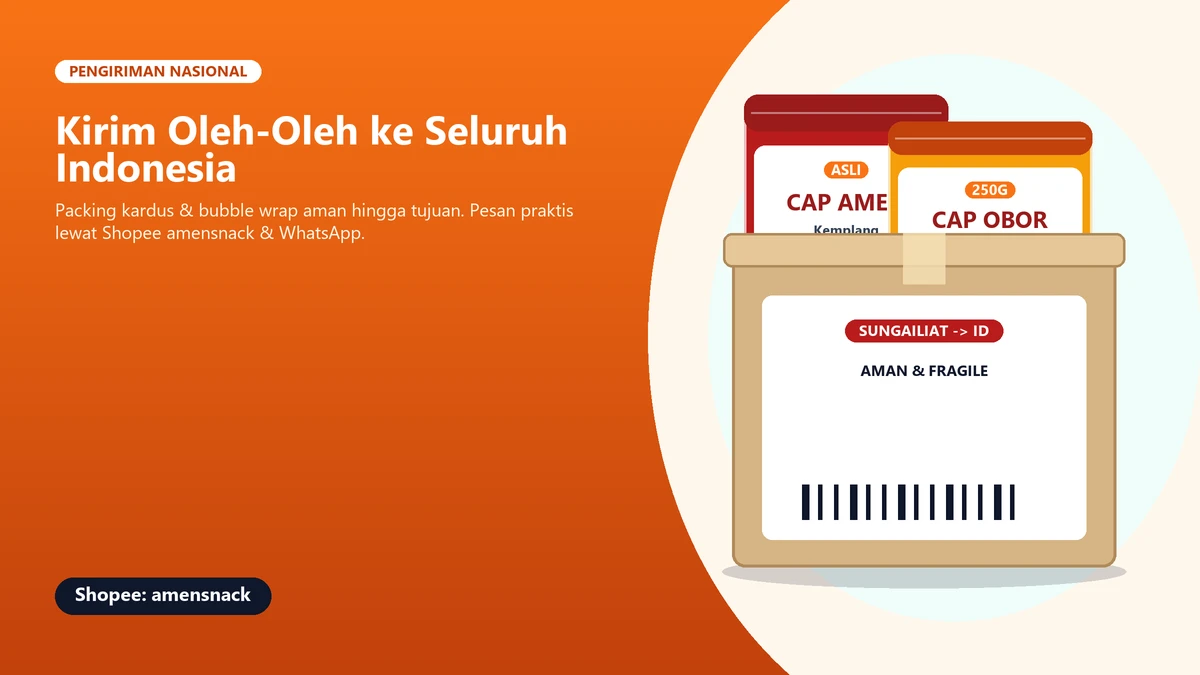 PENGIRIMAN NASIONAL
Kirim Oleh-Oleh ke Seluruh
Indonesia
Packing kardus & bubble wrap aman hingga tujuan. Pesan praktis
lewat Shopee amensnack & WhatsApp.
Shopee: amensnack
ASLI
CAP AME
Kemplang
250G
CAP OBOR
SUNGAILIAT -> ID
AMAN & FRAGILE